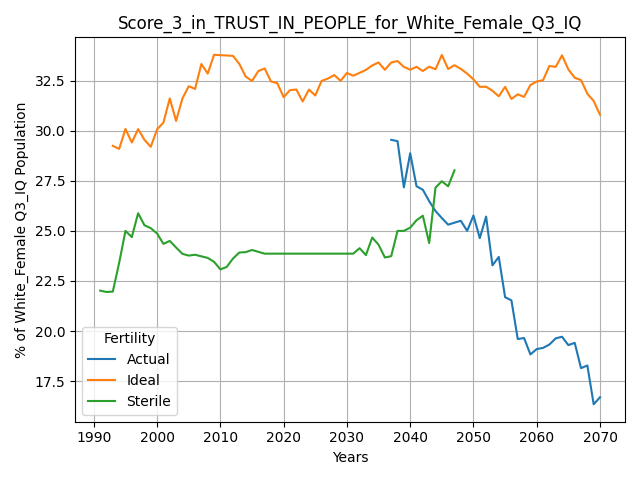 Score_3_in_TRUST_IN_PEOPLE_for_White_Female_Q3_IQ
% of White_Female Q3_IQ Population
32.5
30.0
27.5
25.0
22.5
20.0
17.5
Fertility
Actual
Ideal
Sterile
1990 2000 2010 2020 2030 2040 2050 2060 2070
Years